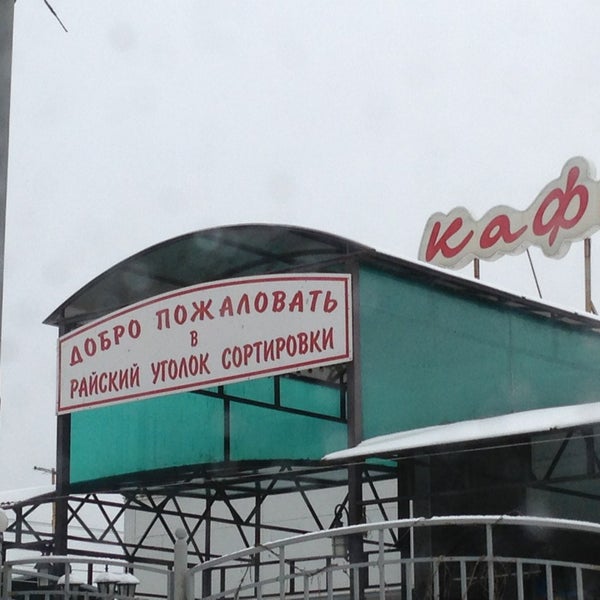 каф
ДОБРО ПОЖАЛОВАТЬ
В
РАЙСКИЙ УГОЛОК СОРТИРОВКИ